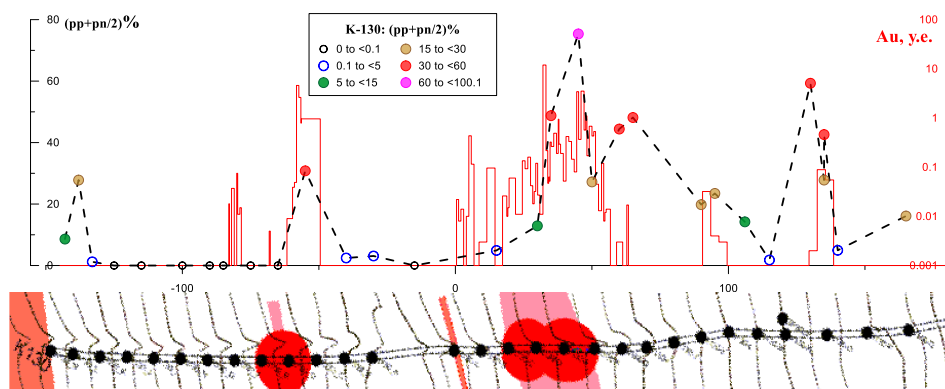 80
(pp+pn/2)%
K-130: (pp+pn/2)%
0 to <0.1
15 to <30
0.1 to <5
30 to <60
5 to <15
60 to <100.1
100
Au, y.e.
60
10
40
1
0.1
20
0.01
0
0.001
-100
0
100